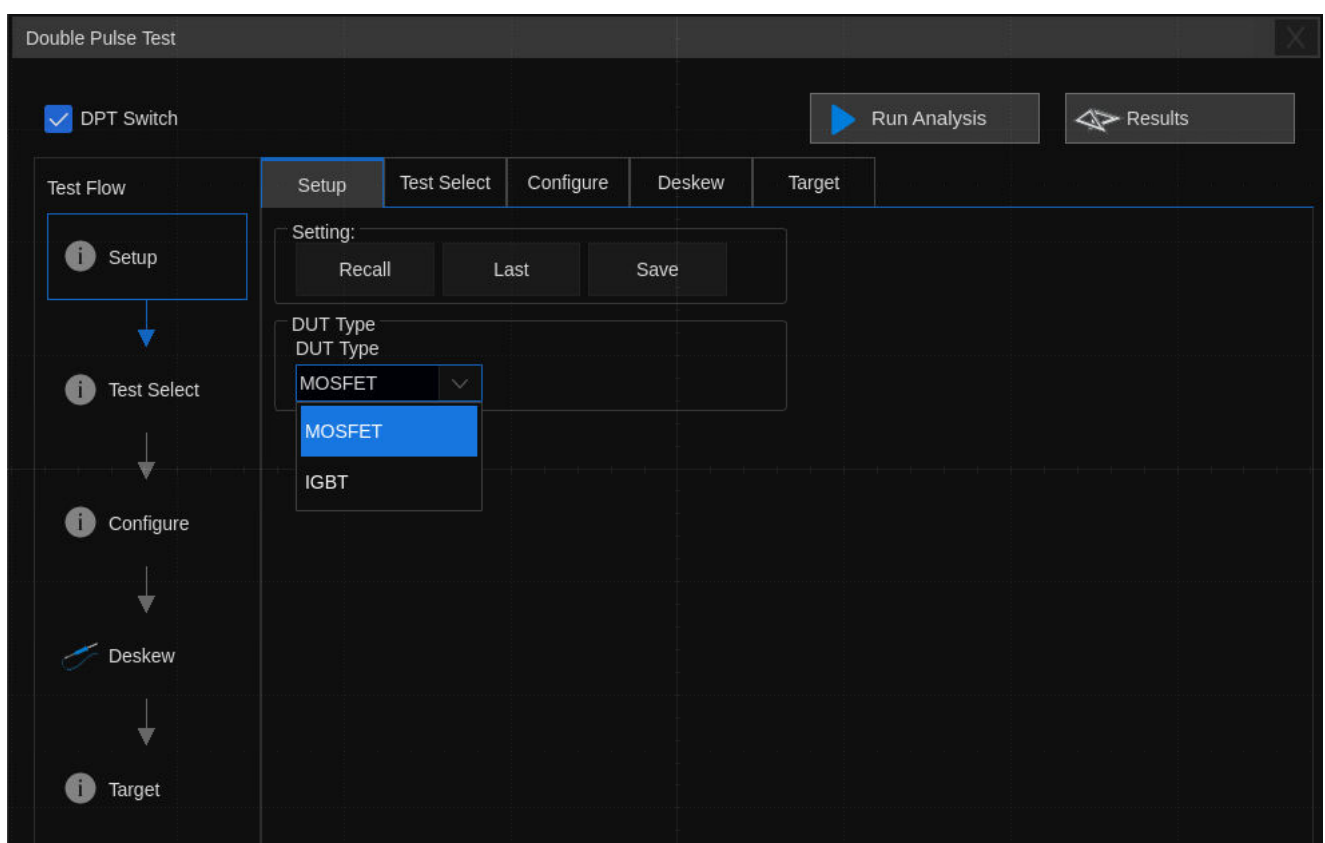 Double Pulse Test
X
DPT Switch
Run Analysis
Results
Test Flow
Setup
Test Select
Configure
Deskew
Target
Setup
Test Select
Configure
Deskew
Target
Setting:
Recall
Last
Save
DUT Type
DUT Type
MOSFET
MOSFET
IGBT